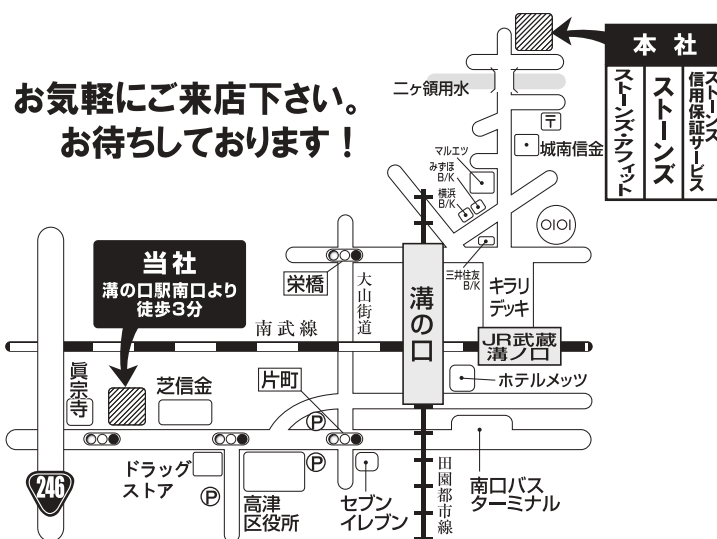 お気軽にご来店下さい。
お待ちしております！
本社
ストーンズ・アフィット
ストーンズ
ストーンズ
信用保証サービス
二ヶ領用水
〒
城南信金
マルエツ
みずほ
B/K
横浜
B/K
OIOI
三井住友
B/K
キラリ
デッキ
当社
溝の口駅南口より
徒歩3分
栄橋
大山街道
溝の口
南武線
JR武蔵
溝ノ口
ホテルメッツ
眞宗寺
芝信金
片町
P
246
ドラッグ
ストア
P
高津
区役所
P
セブン
イレブン
田園都市線
南口バス
ターミナル